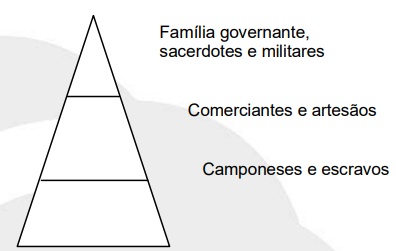 Família governante,
sacerdotes e militares
Comerciantes e artesãos
Camponeses e escravos